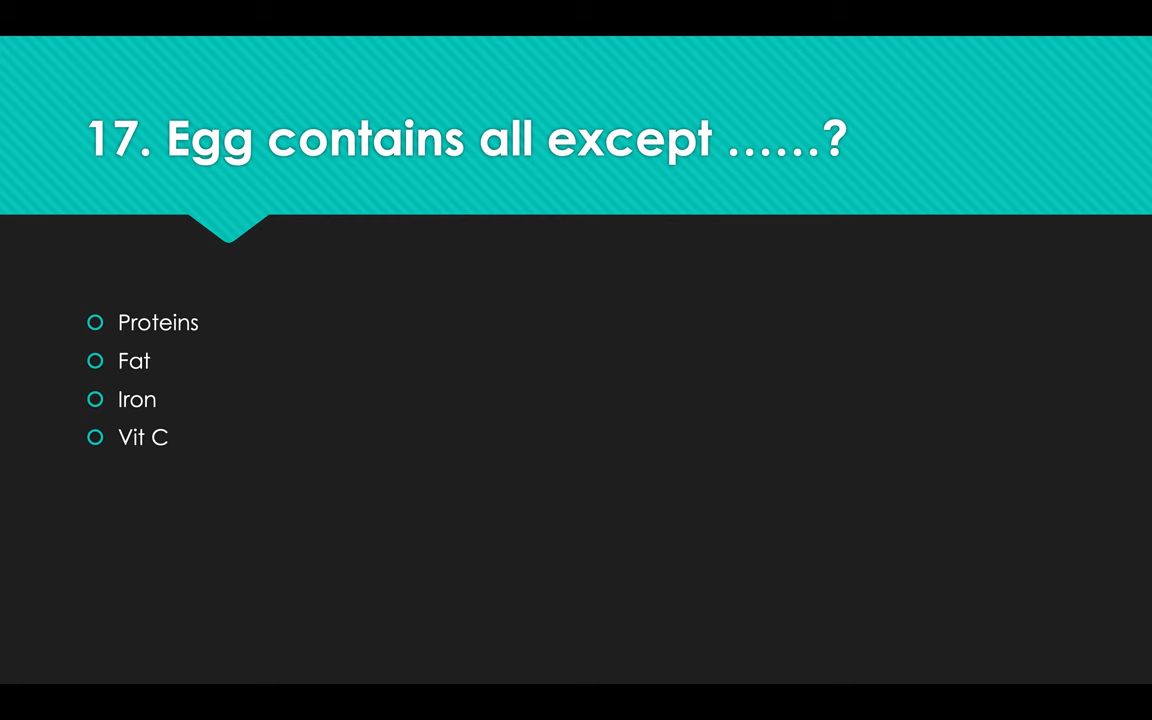 17. Egg contains all except ……?
Proteins
Fat
Iron
Vit C